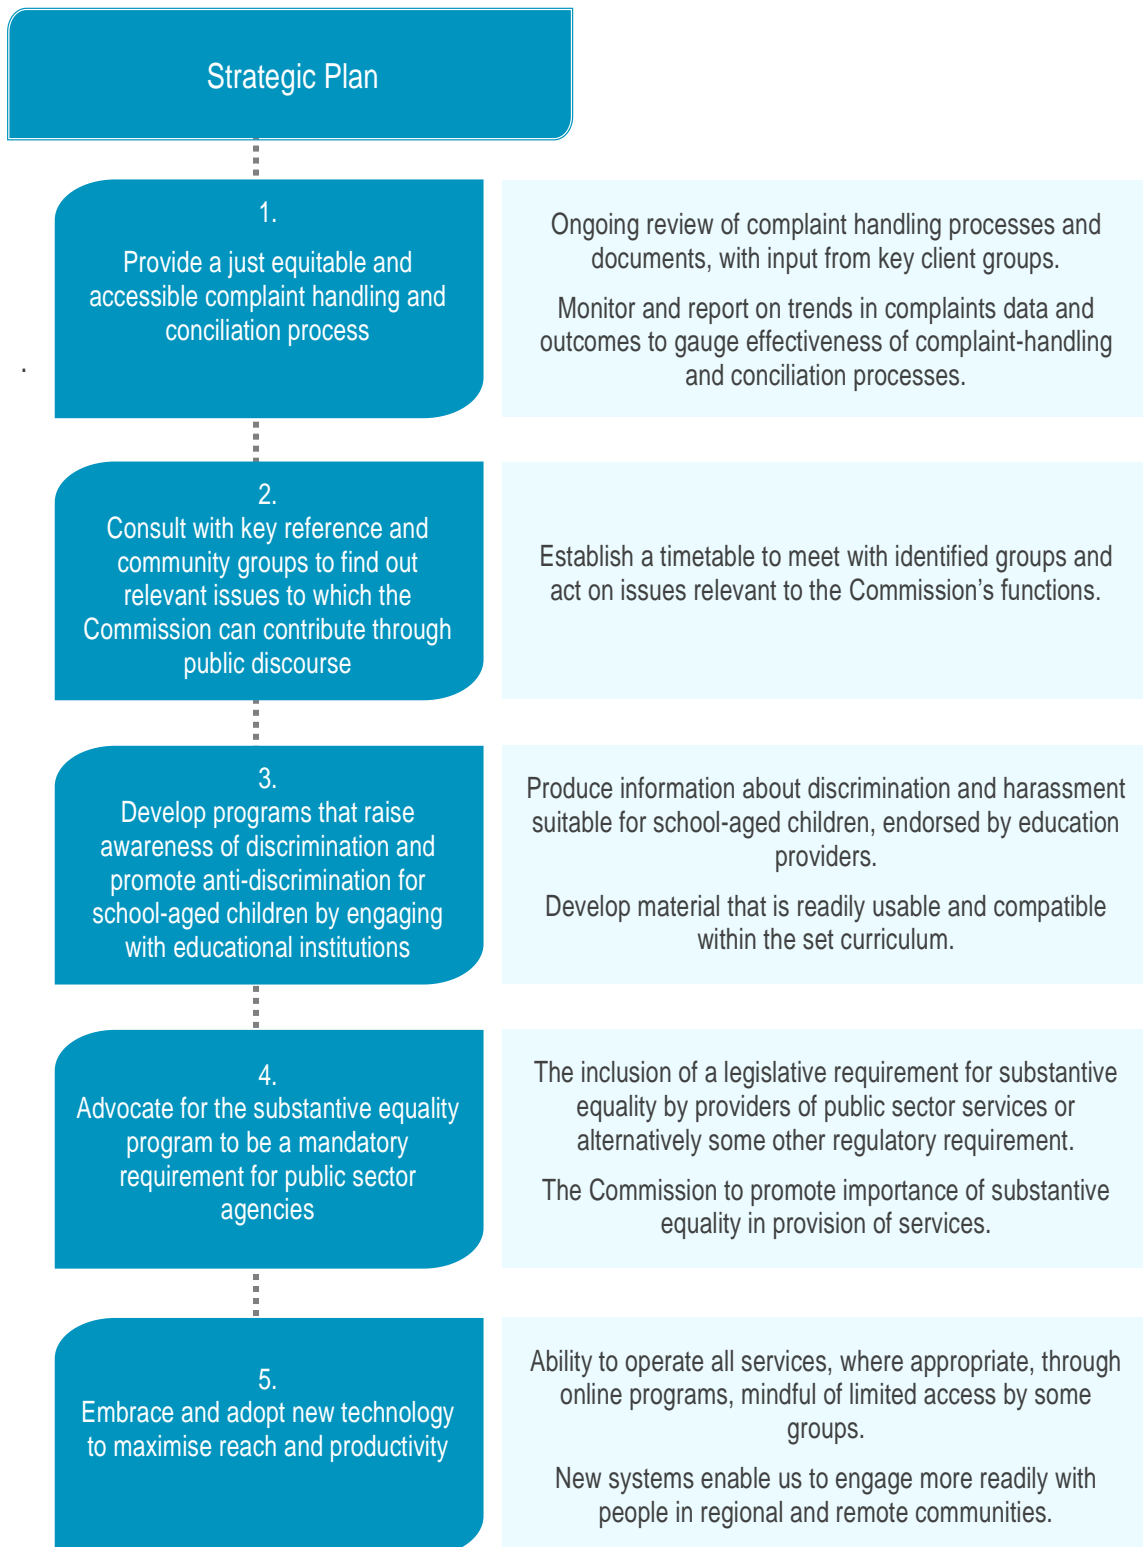 Strategic Plan
1.
Provide a just equitable and
accessible complaint handling and
conciliation process
Ongoing review of complaint handling processes and
documents, with input from key client groups.
Monitor and report on trends in complaints data and
outcomes to gauge effectiveness of complaint-handling
and conciliation processes.
.
2.
Consult with key reference and
community groups to find out
relevant issues to which the
Commission can contribute through
public discourse
Establish a timetable to meet with identified groups and
act on issues relevant to the Commission’s functions.
3.
Develop programs that raise
awareness of discrimination and
promote anti-discrimination for
school-aged children by engaging
with educational institutions
Produce information about discrimination and harassment
suitable for school-aged children, endorsed by education
providers.
Develop material that is readily usable and compatible
within the set curriculum.
4.
Advocate for the substantive equality
program to be a mandatory
requirement for public sector
agencies
The inclusion of a legislative requirement for substantive
equality by providers of public sector services or
alternatively some other regulatory requirement.
The Commission to promote importance of substantive
equality in provision of services.
5.
Embrace and adopt new technology
to maximise reach and productivity
Ability to operate all services, where appropriate, through
online programs, mindful of limited access by some
groups.
New systems enable us to engage more readily with
people in regional and remote communities.